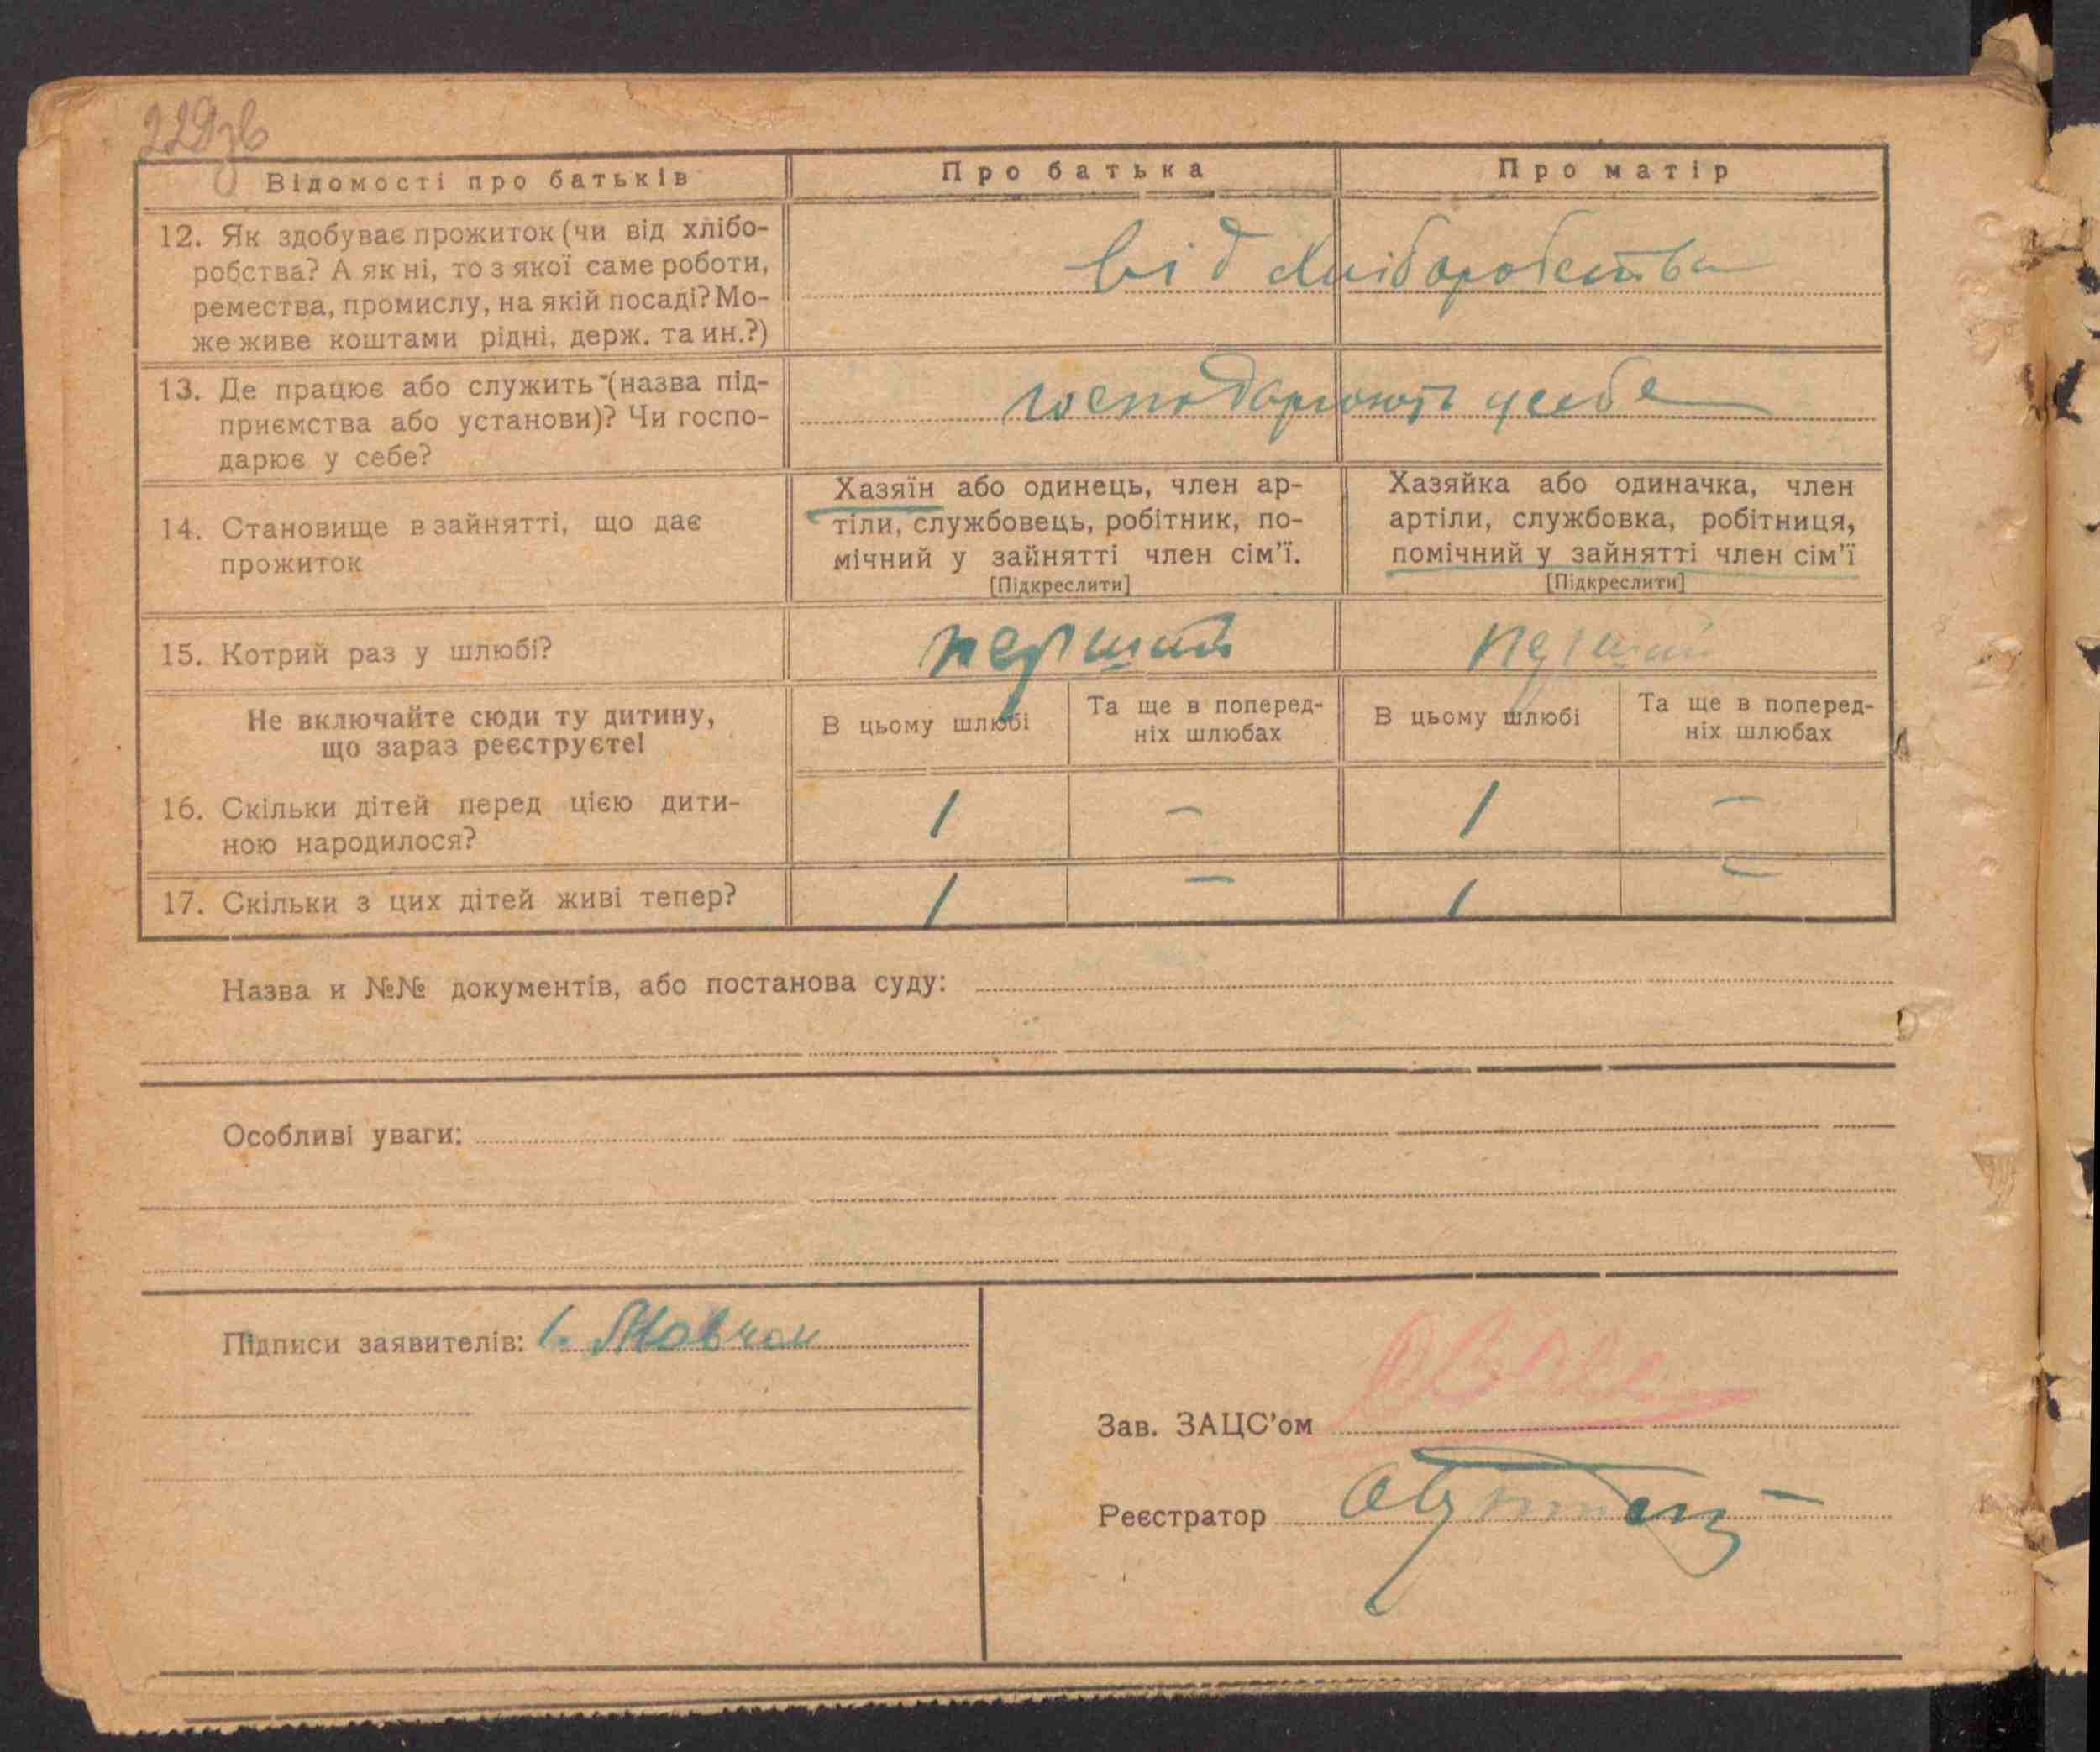 229зв
Відомості про батьків
Про батька
Про матір
12. Як здобуває прожиток (чи від хлібо-
робства? А як ні, то з якої саме роботи,
ремества, промислу, на якій посаді? Мо-
же живе коштами рідні, держ. та ин.?)
від хліборобства
13. Де працює або служить (назва під-
приємства або установи)? Чи госпо-
дарює у себе?
господарюють у себе
14. Становище в зайнятті, що дає
прожиток
Хазяїн або одинець, член ар-
тіли, службовець, робітник, по-
мічний у зайнятті член сім’ї.
[Підкреслити]
Хазяйка або одиначка, член
артіли, службовка, робітниця,
помічний у зайнятті член сім’ї
[Підкреслити]
15. Котрий раз у шлюбі?
перший
перший
Не включайте сюди ту дитину,
що зараз реєструєте!
В цьому шлюбі
Та ще в поперед-
ніх шлюбах
В цьому шлюбі
Та ще в поперед-
ніх шлюбах
16. Скільки дітей перед цією дити-
ною народилося?
1 – 1 –
17. Скільки з цих дітей живі тепер?
1 – 1 –
Назва и №№ документів, або постанова суду:
Особливі уваги:
Підписи заявителів: 1. Мовчан
Зав. ЗАЦС’ом
Реєстратор